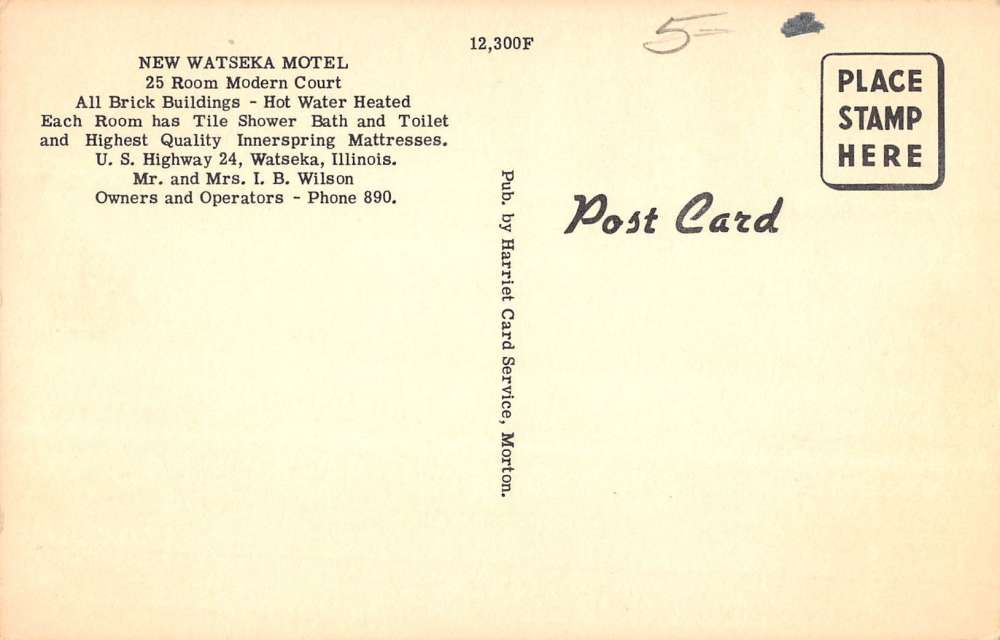 12,300F
5-
NEW WATSEKA MOTEL
25 Room Modern Court
All Brick Buildings - Hot Water Heated
Each Room has Tile Shower Bath and Toilet
and Highest Quality Innerspring Mattresses.
U. S. Highway 24, Watseka, Illinois.
Mr. and Mrs. I. B. Wilson
Owners and Operators - Phone 890.
Pub. by Harriet Card Service, Morton.
Post Card
PLACE
STAMP
HERE